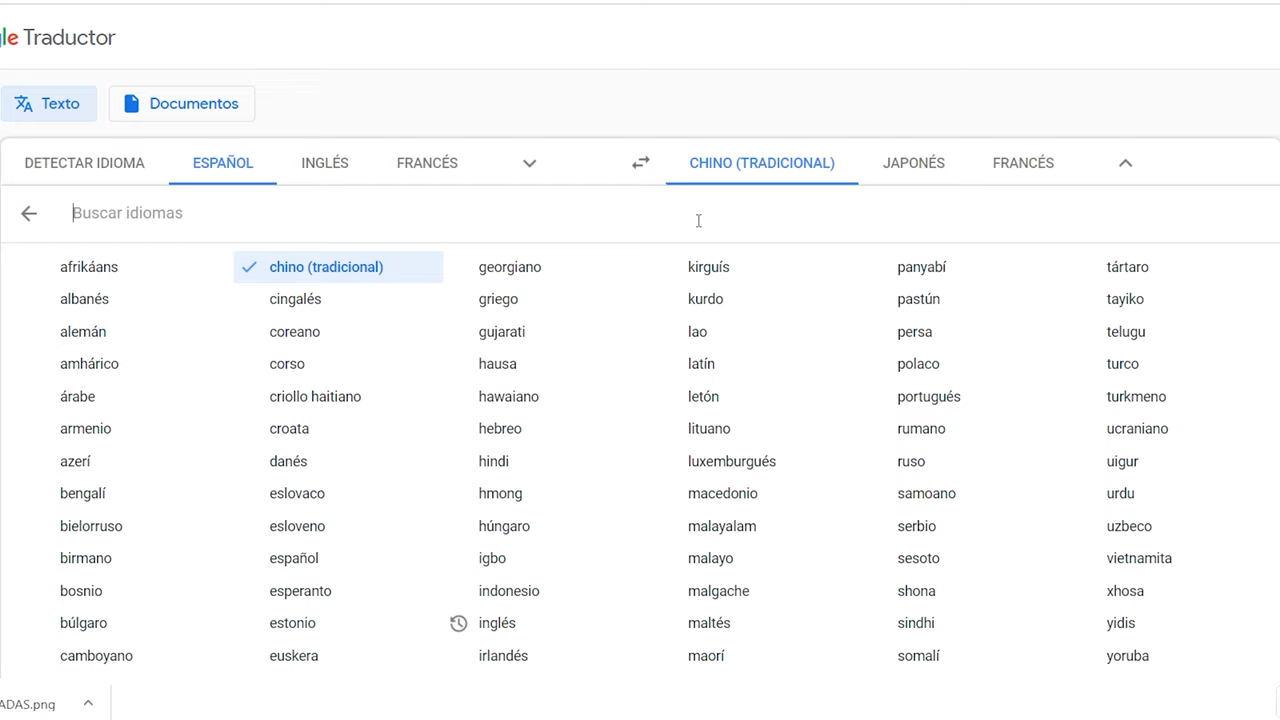 le Traductor
Texto Documentos
DETECTAR IDIOMA ESPAÑOL INGLÉS FRANCÉS CHINO (TRADICIONAL) JAPONÉS FRANCÉS
Buscar idiomas
afrikáans chino (tradicional) georgiano kirguís panyabí tártaro
albanés cingalés griego kurdo pastún tayiko
alemán coreano gujarati lao persa telugu
amhárico corso hausa latín polaco turco
árabe criollo haitiano hawaiano letón portugués turkmeno
armenio croata hebreo lituano rumano ucraniano
azerí danés hindi luxemburgués ruso uigur
bengalí eslovaco hmong macedonio samoano urdu
bielorruso esloveno húngaro malayalam serbio uzbeco
birmano español igbo malayo sesoto vietnamita
bosnio esperanto indonesio malgache shona xhosa
búlgaro estonio inglés maltés sindhi yidis
camboyano euskera irlandés maorí somalí yoruba
ADAS.png